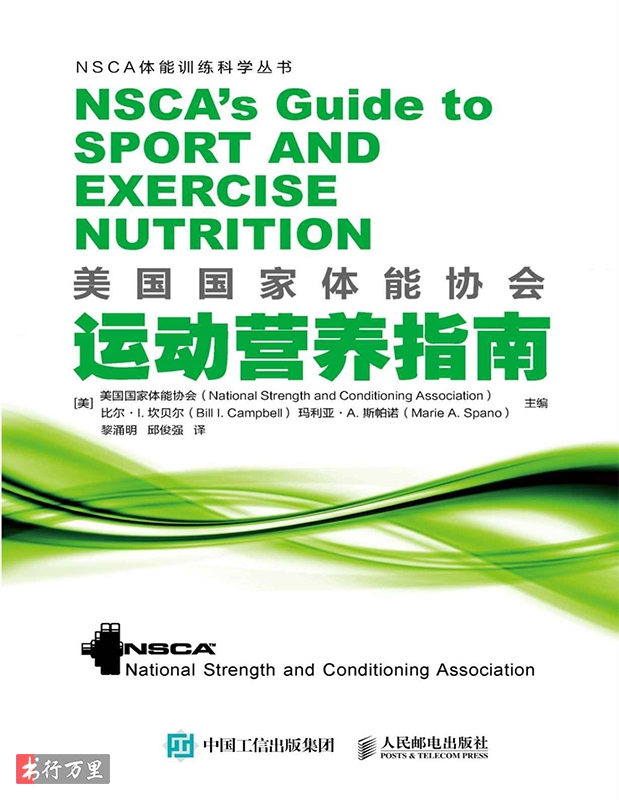 NSCA体能训练科学丛书
NSCA's Guide to
SPORT AND
EXERCISE
NUTRITION
美国国家体能协会
运动营养指南
[美] 美国国家体能协会（National Strength and Conditioning Association）
比尔·I. 坎贝尔（Bill I. Campbell） 玛利亚·A. 斯帕诺（Marie A. Spano） 主编
黎涌明 邱俊强 译
NSCA™
National Strength and Conditioning Association
中国工信出版集团 人民邮电出版社
POSTS & TELECOM PRESS
书行万里